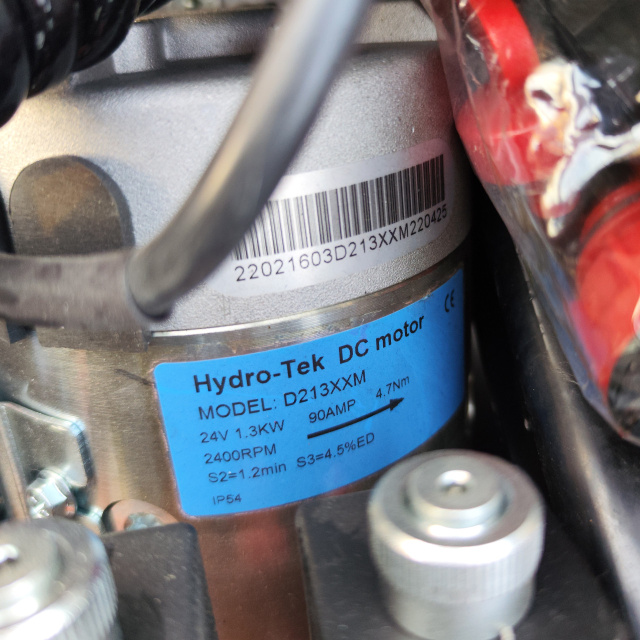 22021603D213XXM220425
Hydro-Tek DC motor CE
MODEL: D213XXM
24V 1.3KW 90AMP 4.7Nm
2400RPM
S2=1.2min S3=4.5%ED
IP54